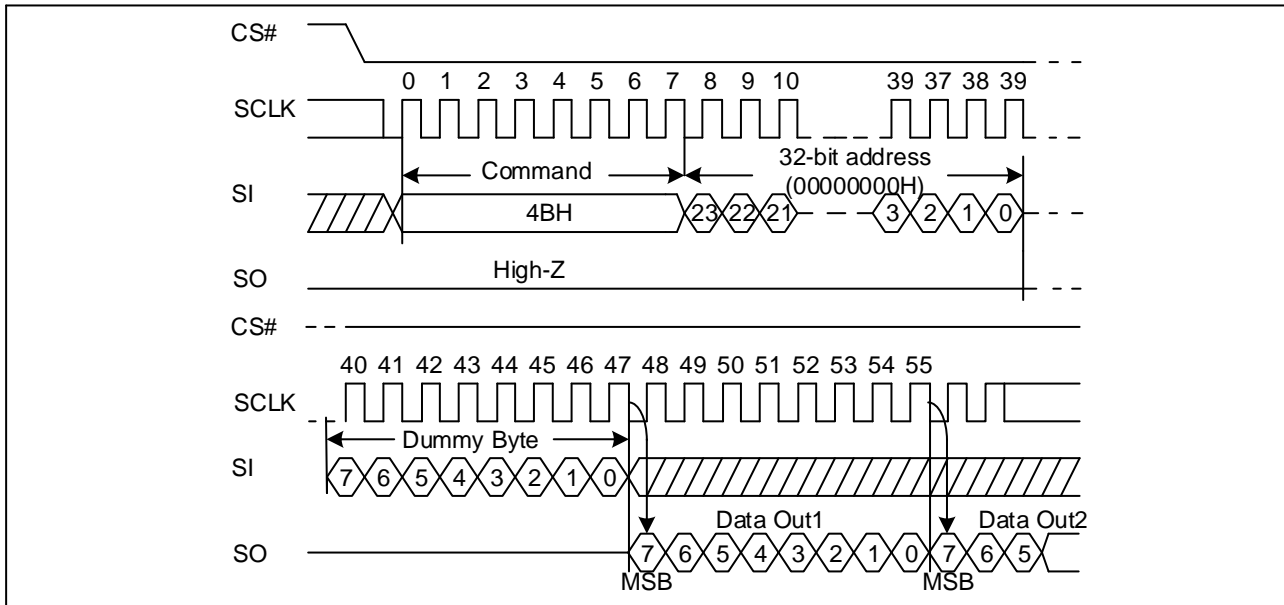 CS#
0 1 2 3 4 5 6 7 8 9 10 39 37 38 39
SCLK
Command
32-bit address
(00000000H)
SI
4BH
23 22 21 3 2 1 0
High-Z
SO
CS#
40 41 42 43 44 45 46 47 48 49 50 51 52 53 54 55
SCLK
Dummy Byte
SI
7 6 5 4 3 2 1 0
Data Out1 Data Out2
SO
7 6 5 4 3 2 1 0 7 6 5
MSB MSB